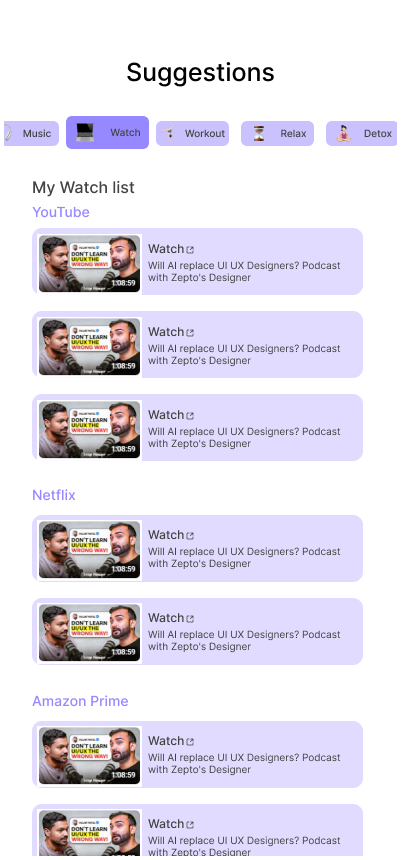 Suggestions
Music
Watch
Workout
Relax
Detox
My Watch list
YouTube
DON'T LEARN
UI/UX THE
WRONG WAY!
1:08:59
Watch
Will AI replace UI UX Designers? Podcast
with Zepto's Designer
DON'T LEARN
UI/UX THE
WRONG WAY!
1:08:59
Watch
Will AI replace UI UX Designers? Podcast
with Zepto's Designer
DON'T LEARN
UI/UX THE
WRONG WAY!
1:08:59
Watch
Will AI replace UI UX Designers? Podcast
with Zepto's Designer
Netflix
DON'T LEARN
UI/UX THE
WRONG WAY!
1:08:59
Watch
Will AI replace UI UX Designers? Podcast
with Zepto's Designer
DON'T LEARN
UI/UX THE
WRONG WAY!
1:08:59
Watch
Will AI replace UI UX Designers? Podcast
with Zepto's Designer
Amazon Prime
DON'T LEARN
UI/UX THE
WRONG WAY!
1:08:59
Watch
Will AI replace UI UX Designers? Podcast
with Zepto's Designer
DON'T LEARN
UI/UX THE
WRONG WAY!
Watch
Will AI replace UI UX Designers? Podcast
with Zepto's Designer